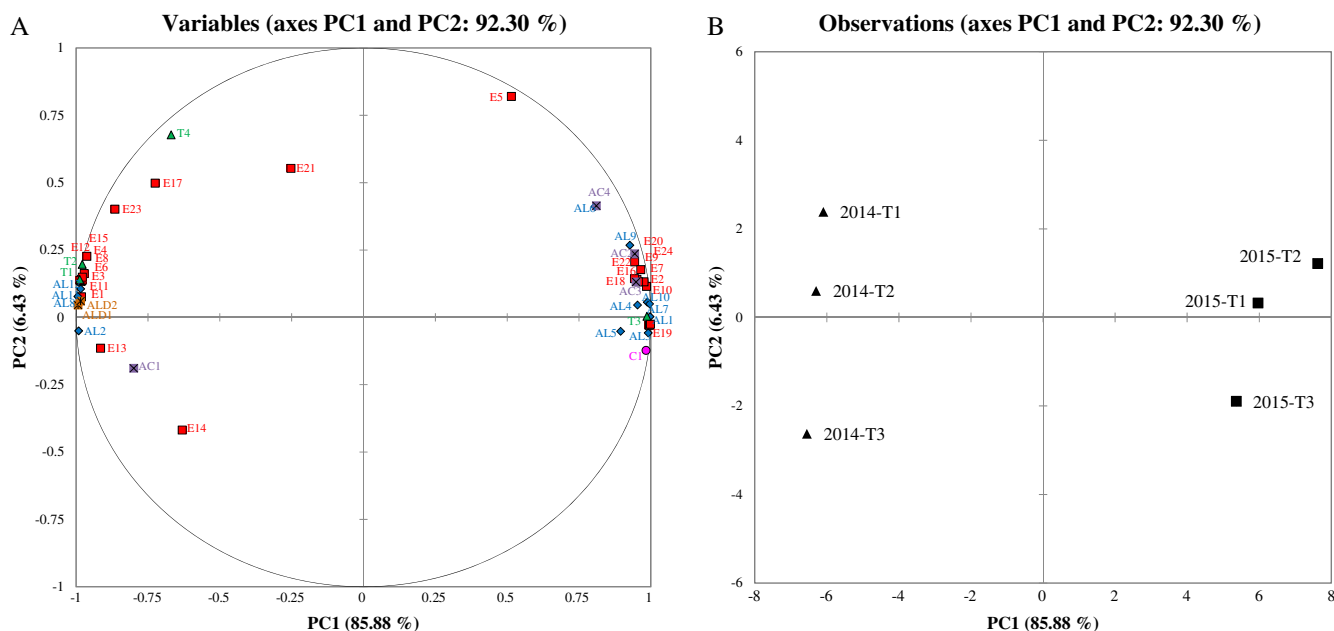 A
Variables (axes PC1 and PC2: 92.30 %)
1
0.75
0.5
0.25
0
-0.25
-0.5
-0.75
-1
-1
-0.75
-0.5
-0.25
0
0.25
0.5
0.75
1
PC2 (6.43 %)
PC1 (85.88 %)
E5
T4
E21
E17
E23
E15
E12
E4
E8
T2
E6
T1
E3
E11
E1
ALD2
ALD1
AL2
E13
AC1
E14
AC4
AL6
AL9
E20
AC2
E24
E22
E9
E16
E7
E18
E2
AC3
E10
AL10
AL4
AL7
T3
AL1
AL5
E19
C1
B
Observations (axes PC1 and PC2: 92.30 %)
6
4
2
0
-2
-4
-6
-8
-6
-4
-2
0
2
4
6
8
PC1 (85.88 %)
PC2 (6.43 %)
2014-T1
2014-T2
2014-T3
2015-T2
2015-T1
2015-T3